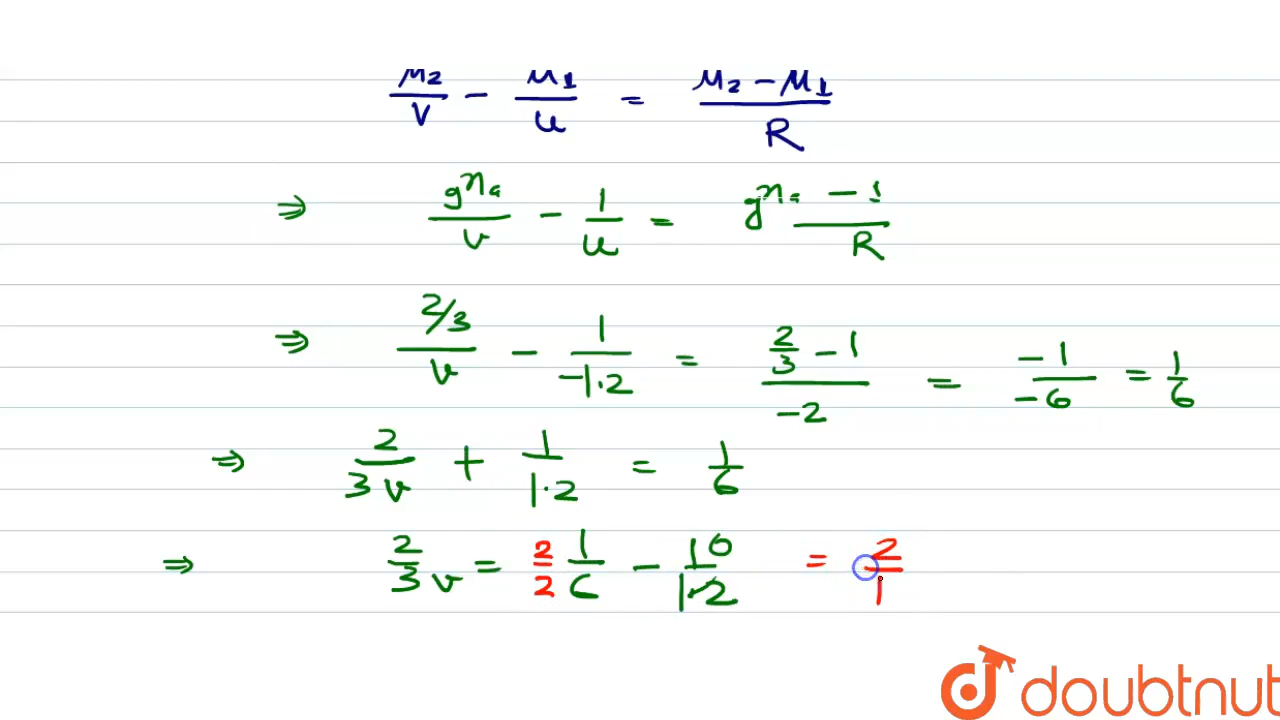 μ₂/v - μ₁/u = μ₂ - μ₁/R
⇒ gⁿa/v - 1/u = gⁿa - 1/R
⇒ 2/3/v - 1/-1.2 = 2/3 - 1/-2 = -1/-6 = 1/6
⇒ 2/3v + 1/1.2 = 1/6
⇒ 2/3v = 2/2 1/6 - 10/1.2 = 2/1
doubtnut